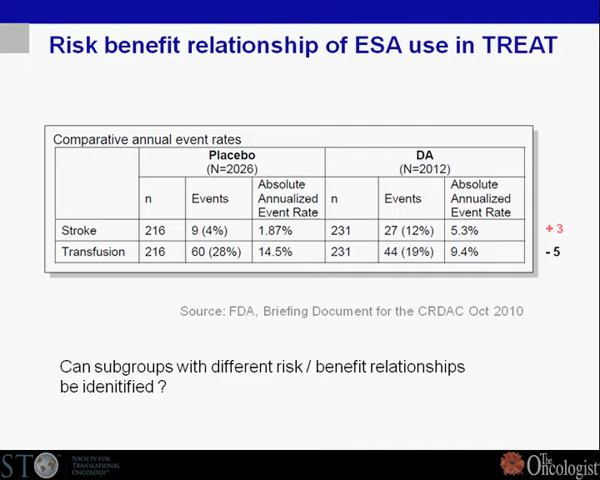 Risk benefit relationship of ESA use in TREAT
Comparative annual event rates
Placebo
(N=2026)
DA
(N=2012)
n
Events
Absolute
Annualized
Event Rate
n
Events
Absolute
Annualized
Event Rate
Stroke 216 9 (4%) 1.87% 231 27 (12%) 5.3% + 3
Transfusion 216 60 (28%) 14.5% 231 44 (19%) 9.4% - 5
Source: FDA, Briefing Document for the CRDAC Oct 2010
Can subgroups with different risk / benefit relationships
be idenitified ?
STO
SOCIETY FOR
TRANSLATIONAL
ONCOLOGY
The
Oncologist